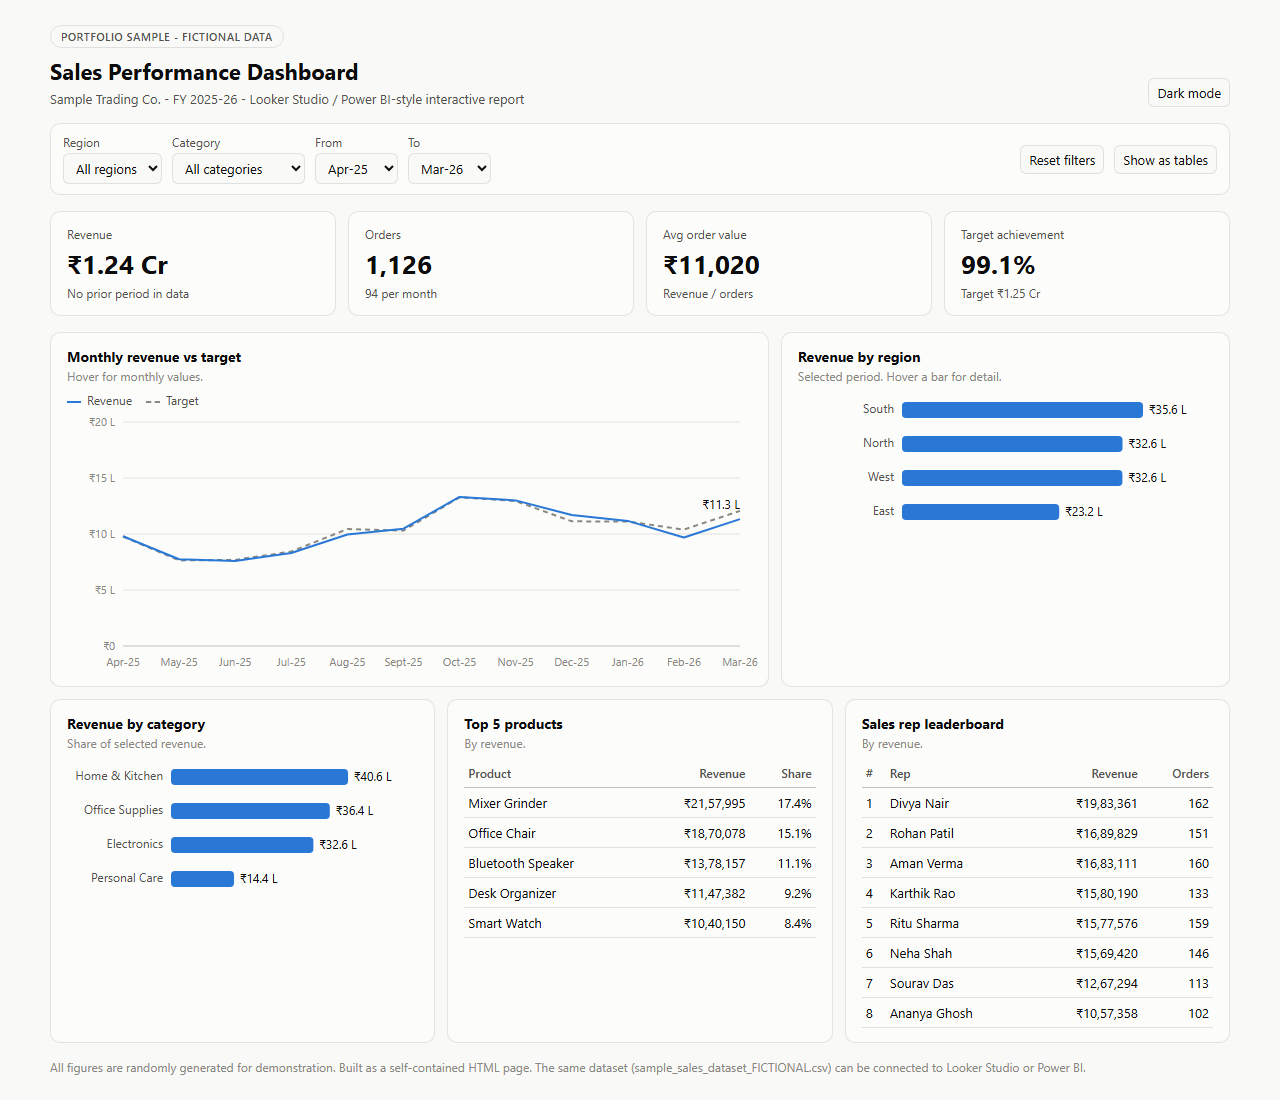 PORTFOLIO SAMPLE - FICTIONAL DATA
Sales Performance Dashboard
Sample Trading Co. - FY 2025-26 - Looker Studio / Power BI-style interactive report
Dark mode
Region Category From To
All regions All categories Apr-25 Mar-26
Reset filters Show as tables
Revenue
₹1.24 Cr
No prior period in data
Orders
1,126
94 per month
Avg order value
₹11,020
Revenue / orders
Target achievement
99.1%
Target ₹1.25 Cr
Monthly revenue vs target
Hover for monthly values.
Revenue Target
₹20 L
₹15 L
₹11.3 L
₹10 L
₹5 L
₹0
Apr-25 May-25 Jun-25 Jul-25 Aug-25 Sept-25 Oct-25 Nov-25 Dec-25 Jan-26 Feb-26 Mar-26
Revenue by region
Selected period. Hover a bar for detail.
South ₹35.6 L
North ₹32.6 L
West ₹32.6 L
East ₹23.2 L
Revenue by category
Share of selected revenue.
Home & Kitchen ₹40.6 L
Office Supplies ₹36.4 L
Electronics ₹32.6 L
Personal Care ₹14.4 L
Top 5 products
By revenue.
Product Revenue Share
Mixer Grinder ₹21,57,995 17.4%
Office Chair ₹18,70,078 15.1%
Bluetooth Speaker ₹13,78,157 11.1%
Desk Organizer ₹11,47,382 9.2%
Smart Watch ₹10,40,150 8.4%
Sales rep leaderboard
By revenue.
# Rep Revenue Orders
1 Divya Nair ₹19,83,361 162
2 Rohan Patil ₹16,89,829 151
3 Aman Verma ₹16,83,111 160
4 Karthik Rao ₹15,80,190 133
5 Ritu Sharma ₹15,77,576 159
6 Neha Shah ₹15,69,420 146
7 Sourav Das ₹12,67,294 113
8 Ananya Ghosh ₹10,57,358 102
All figures are randomly generated for demonstration. Built as a self-contained HTML page. The same dataset (sample_sales_dataset_FICTIONAL.csv) can be connected to Looker Studio or Power BI.